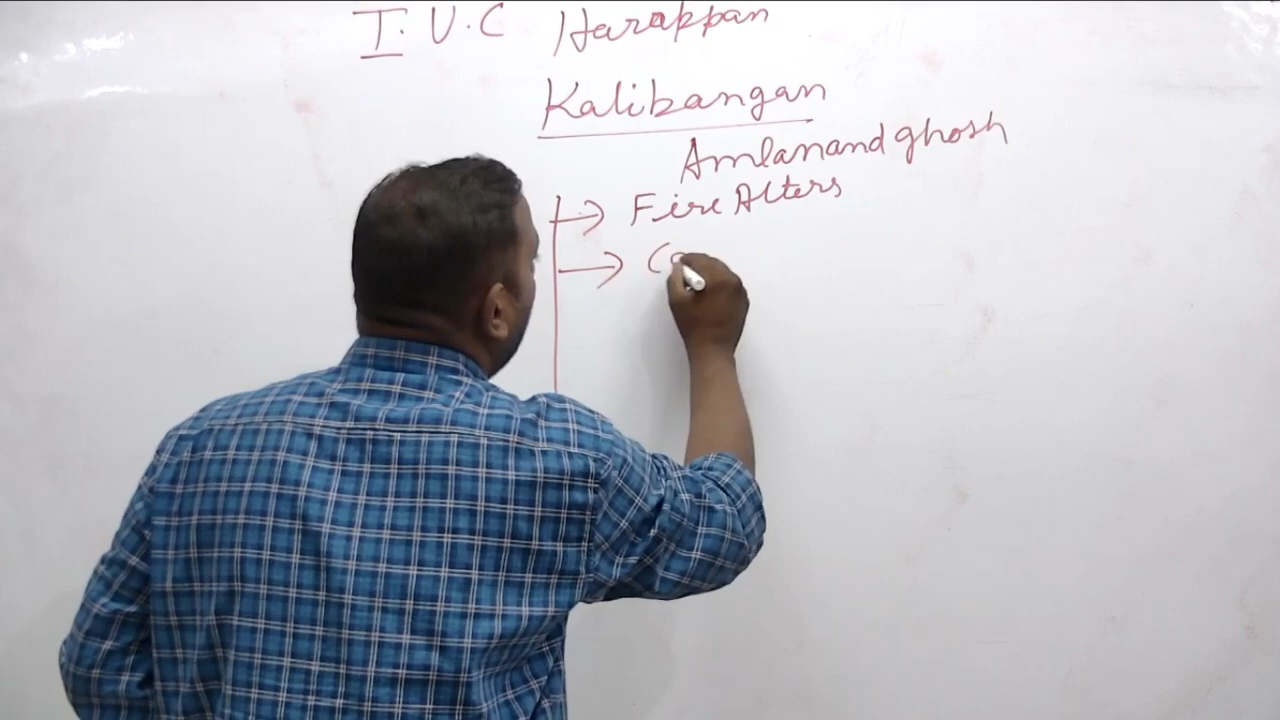 I. V. C Harappan
Kalibangan
Amlanand ghosh
→ Fire Alters
→ C